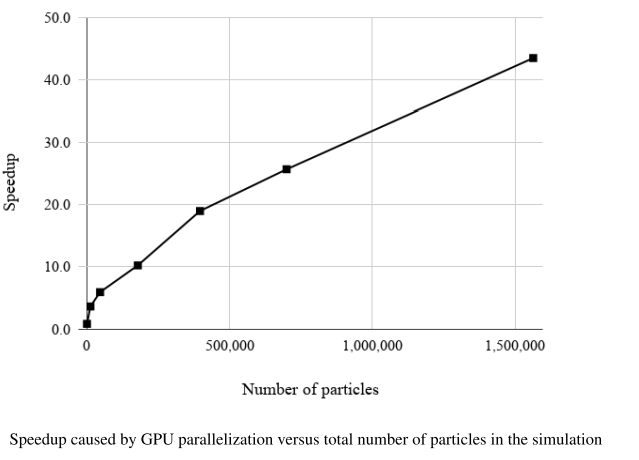 50.0
40.0
30.0
20.0
10.0
0.0
Speedup
0 500,000 1,000,000 1,500,000
Number of particles
Speedup caused by GPU parallelization versus total number of particles in the simulation